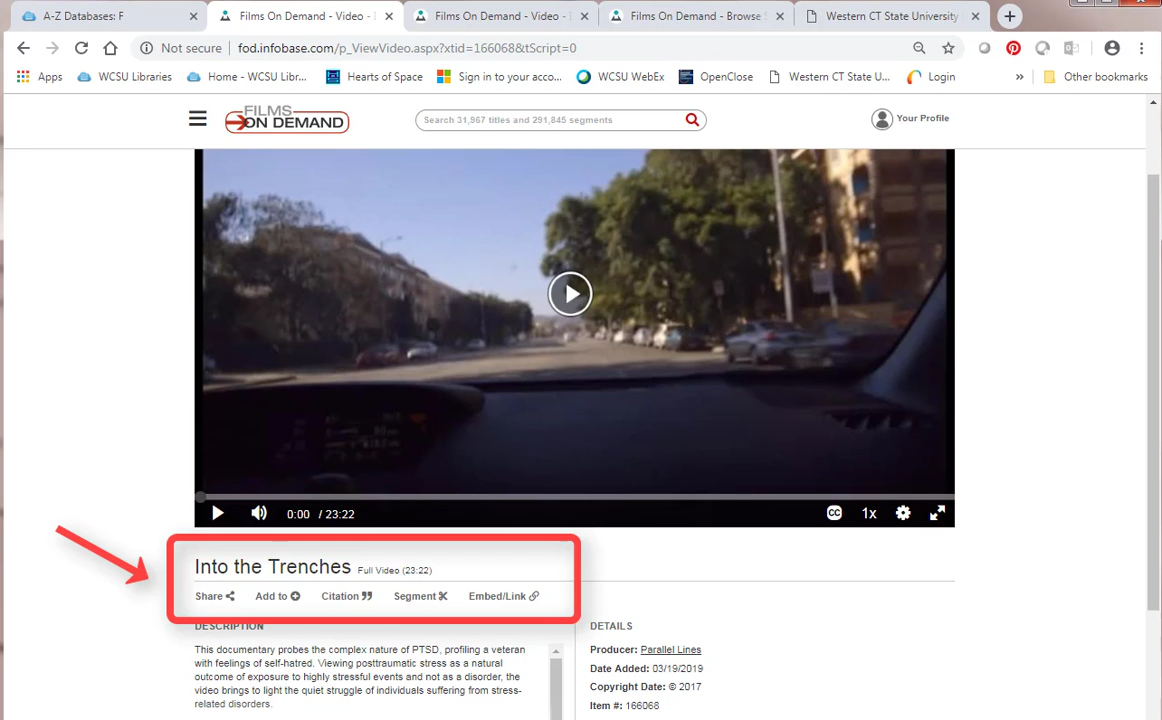 A-Z Databases: F
Films On Demand - Video -
Films On Demand - Video -
Films On Demand - Browse
Western CT State University
Not secure
fod.infobase.com/p_ViewVideo.aspx?xtid=166068&tScript=0
Apps
WCSU Libraries
Home - WCSU Libr...
Hearts of Space
Sign in to your acco...
WCSU WebEx
OpenClose
Western CT State U...
Login
»
Other bookmarks
FILMS
ON DEMAND
Search 31,967 titles and 291,845 segments
Your Profile
0:00 / 23:22
CC
1x
Into the Trenches Full Video (23:22)
Share
Add to
Citation
Segment
Embed/Link
DESCRIPTION
This documentary probes the complex nature of PTSD, profiling a veteran
with feelings of self-hatred. Viewing posttraumatic stress as a natural
outcome of exposure to highly stressful events and not as a disorder, the
video brings to light the quiet struggle of individuals suffering from stress-
related disorders.
DETAILS
Producer: Parallel Lines
Date Added: 03/19/2019
Copyright Date: © 2017
Item #: 166068